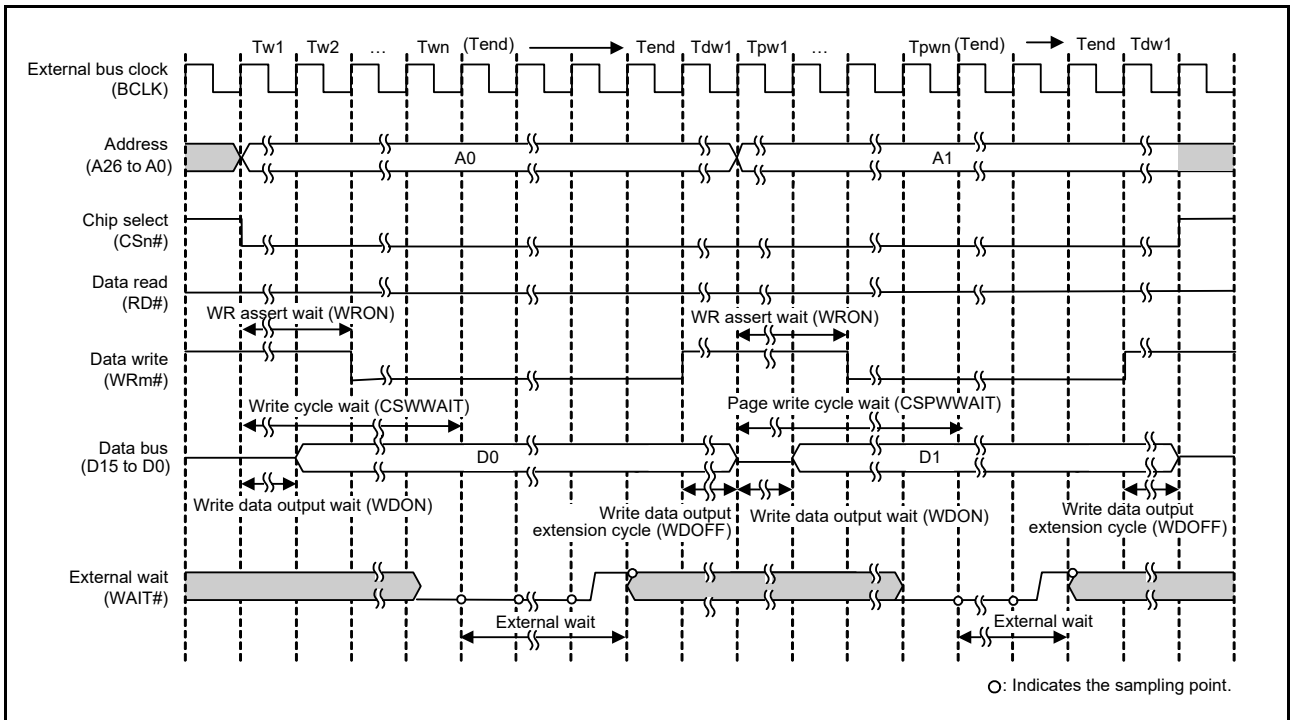 Tw1 Tw2 … Twn (Tend) Tend Tdw1 Tpw1 … Tpwn (Tend) Tend Tdw1
External bus clock
(BCLK)
Address
(A26 to A0)
A0 A1
Chip select
(CSn#)
Data read
(RD#)
WR assert wait (WRON) WR assert wait (WRON)
Data write
(WRm#)
Write cycle wait (CSWWAIT) Page write cycle wait (CSPWWAIT)
Data bus
(D15 to D0)
D0 D1
Write data output wait (WDON)
Write data output
extension cycle (WDOFF)
Write data output wait (WDON)
Write data output
extension cycle (WDOFF)
External wait
(WAIT#)
External wait External wait
O: Indicates the sampling point.